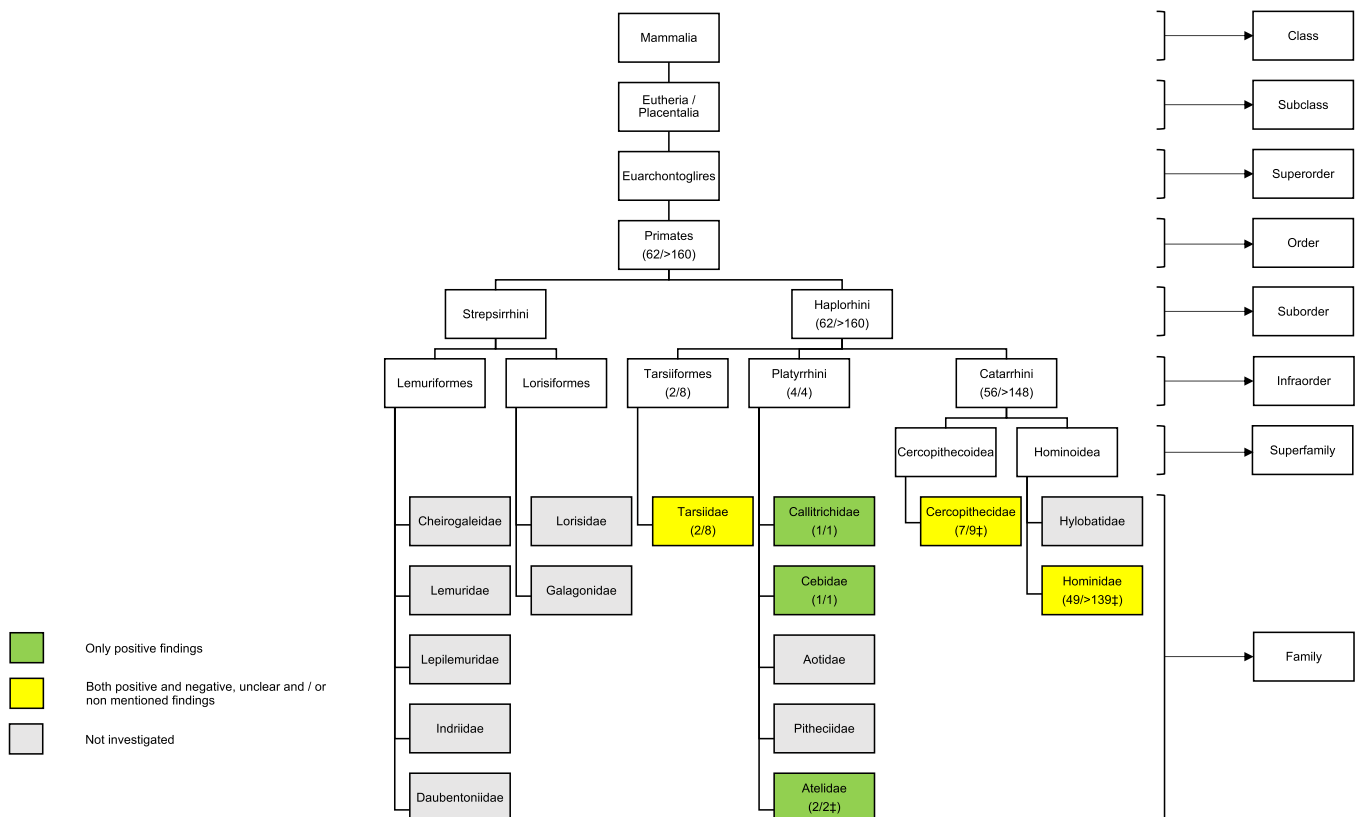 Mammalia
Class
Eutheria /
Placentalia
Subclass
Euarchontoglires
Superorder
Primates
(62/>160)
Order
Strepsirrhini
Haplorhini
(62/>160)
Suborder
Lemuriformes
Lorisiformes
Tarsiiformes
(2/8)
Platyrrhini
(4/4)
Catarrhini
(56/>148)
Infraorder
Cercopithecoidea
Hominoidea
Superfamily
Cheirogaleidae
Lorisidae
Tarsiidae
(2/8)
Callitrichidae
(1/1)
Cercopithecidae
(7/9‡)
Hylobatidae
Lemuridae
Galagonidae
Cebidae
(1/1)
Hominidae
(49/>139‡)
Lepilemuridae
Aotidae
Family
Indriidae
Pitheciidae
Daubentoniidae
Atelidae
(2/2‡)
Only positive findings
Both positive and negative, unclear and / or
non mentioned findings
Not investigated